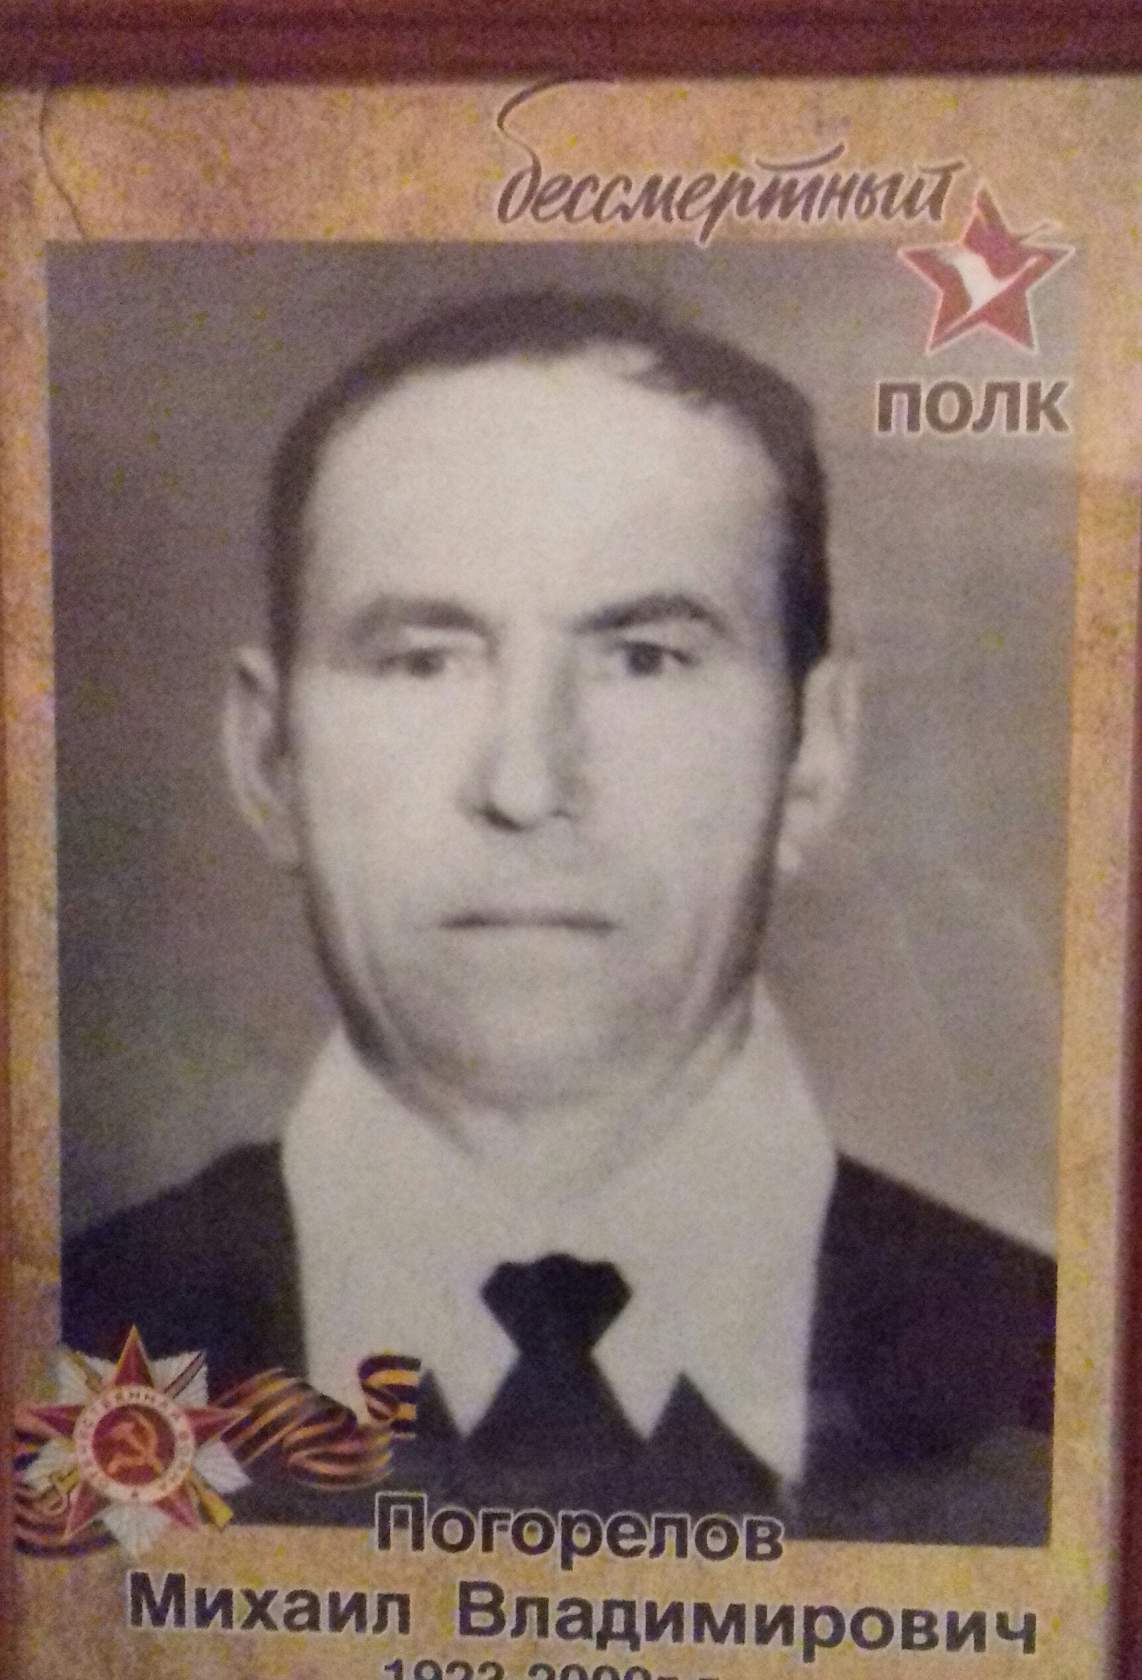 бессмертный
ПОЛК
Погорелов
Михаил Владимирович